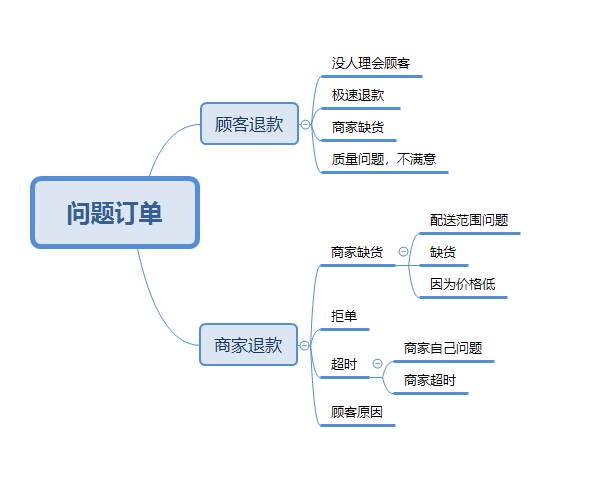 问题订单
顾客退款
没人理会顾客
极速退款
商家缺货
质量问题，不满意
商家退款
商家缺货
配送范围问题
缺货
因为价格低
拒单
超时
商家自己问题
商家超时
顾客原因